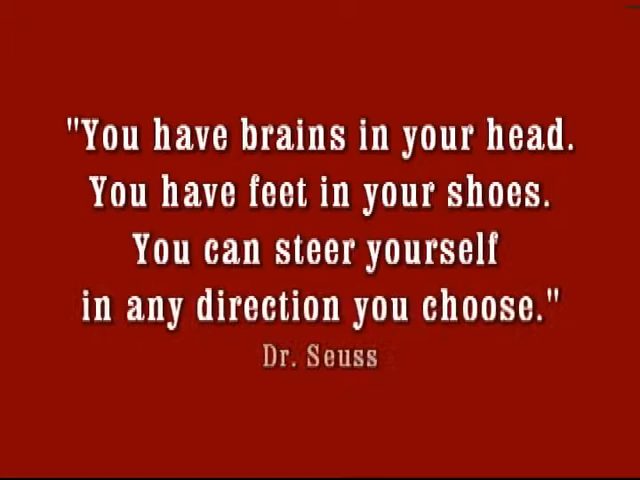 "You have brains in your head.
You have feet in your shoes.
You can steer yourself
in any direction you choose."
Dr. Seuss